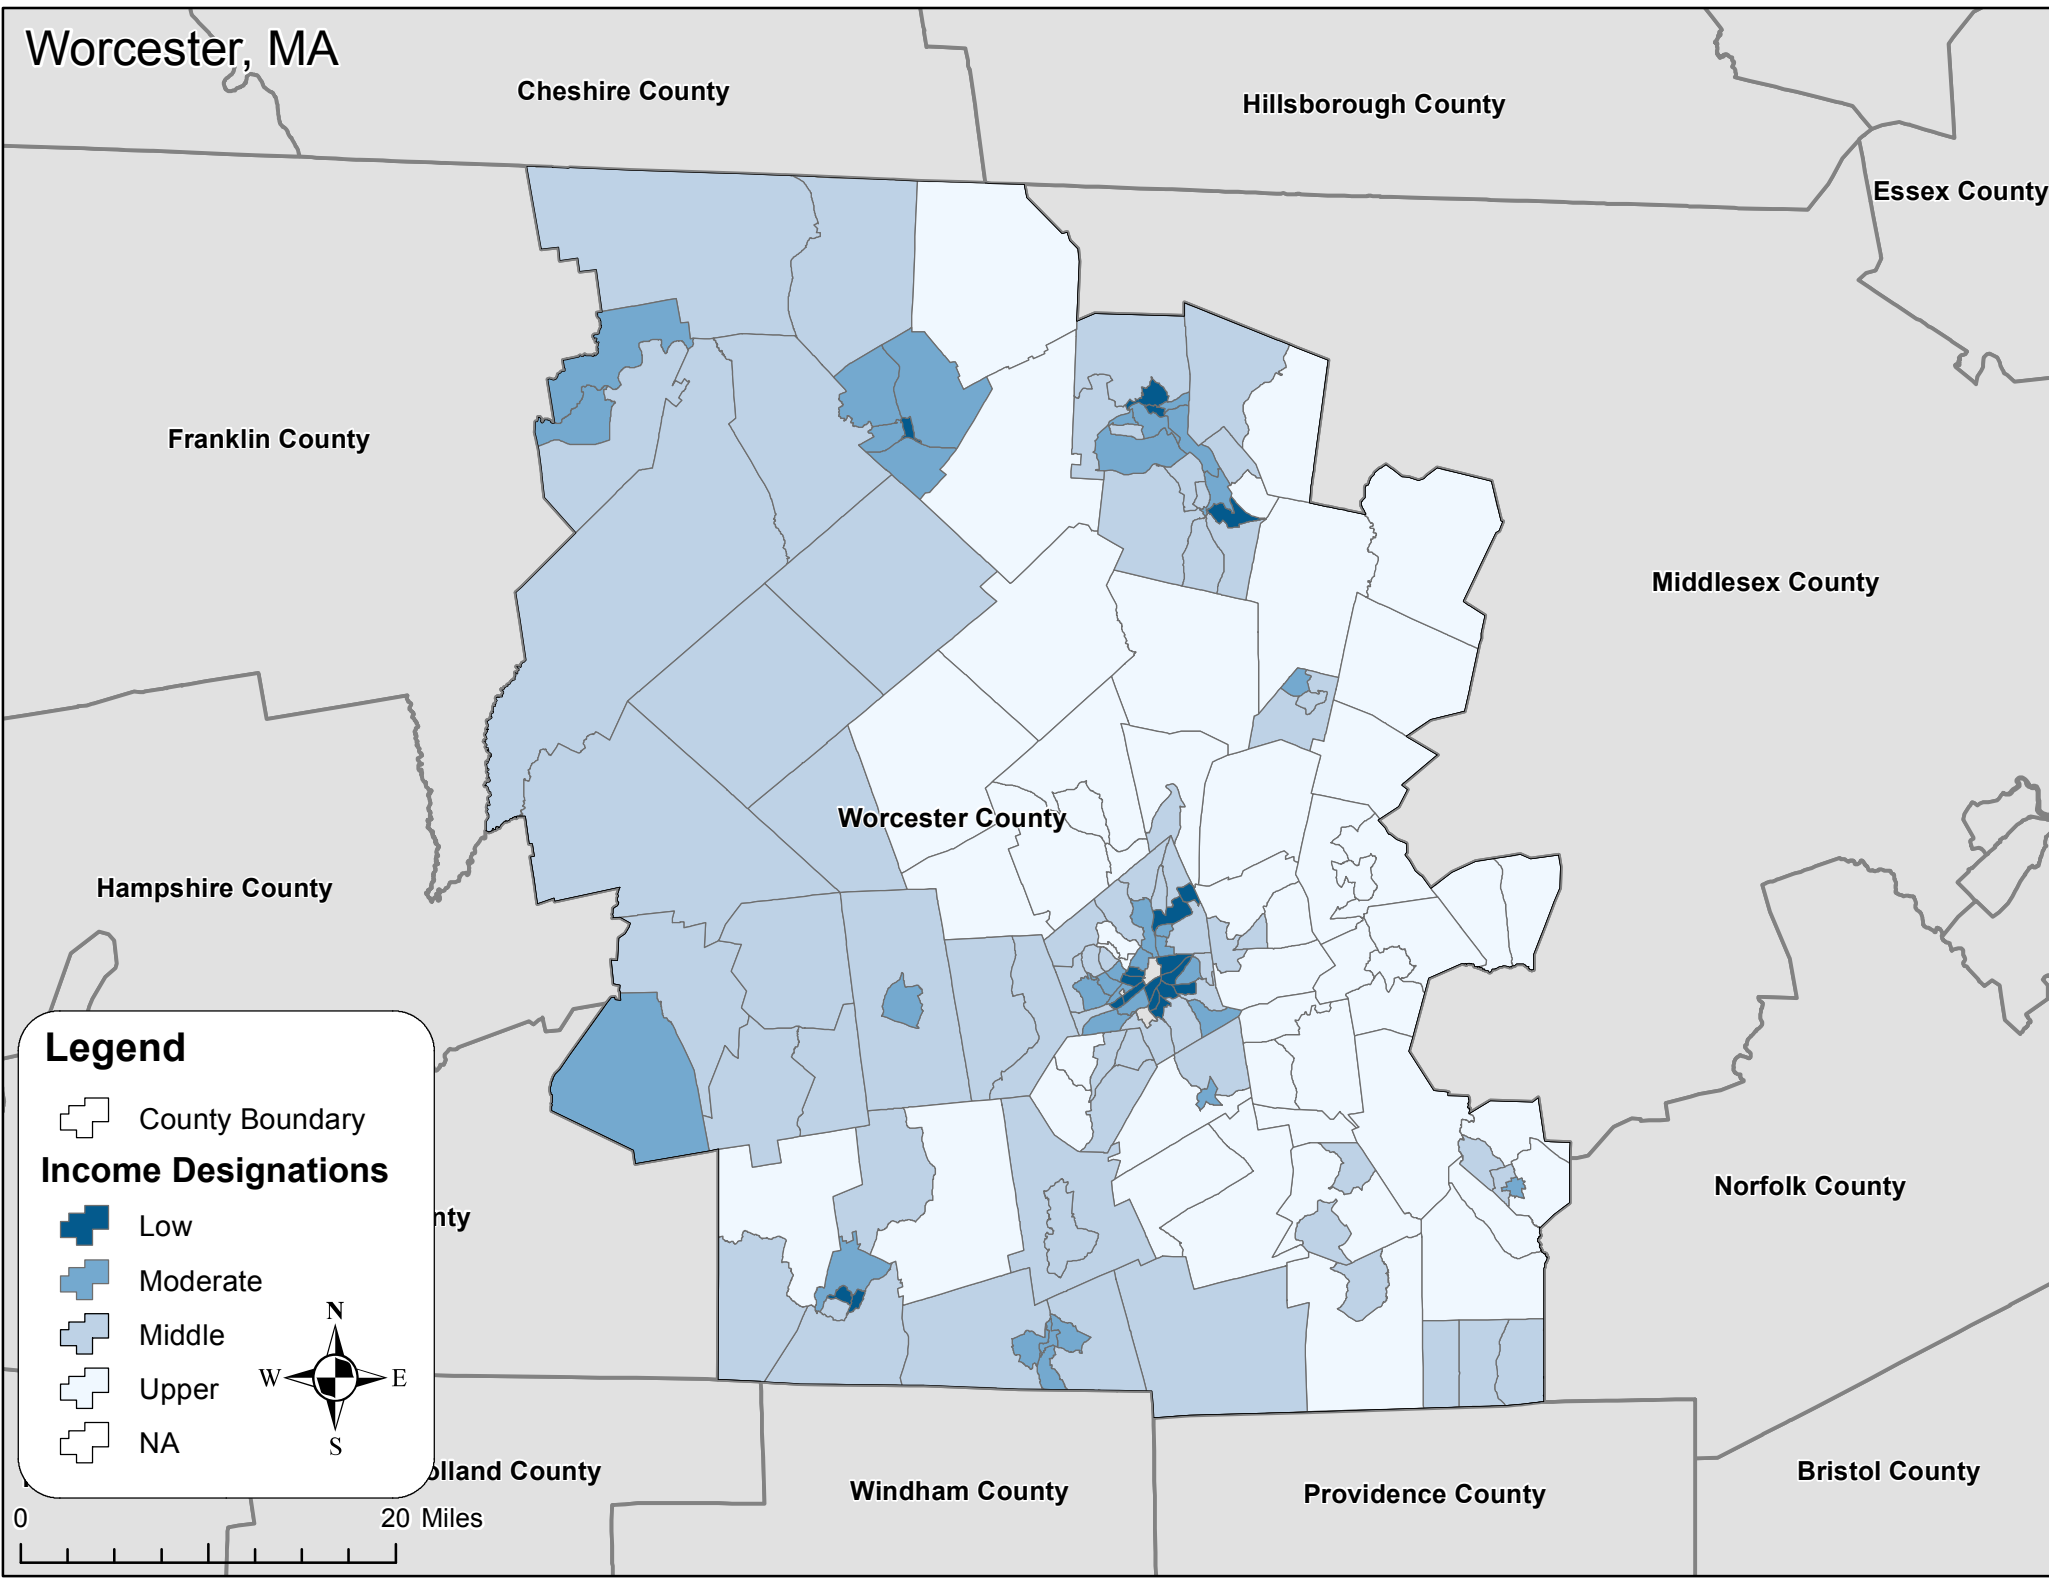 Worcester, MA
Cheshire County
Hillsborough County
Essex County
Franklin County
Middlesex County
Worcester County
Hampshire County
Legend
County Boundary
Income Designations
Low
Moderate
Middle
Upper
NA
N
W
E
S
nty
Norfolk County
olland County
Windham County
Providence County
Bristol County
0
20 Miles